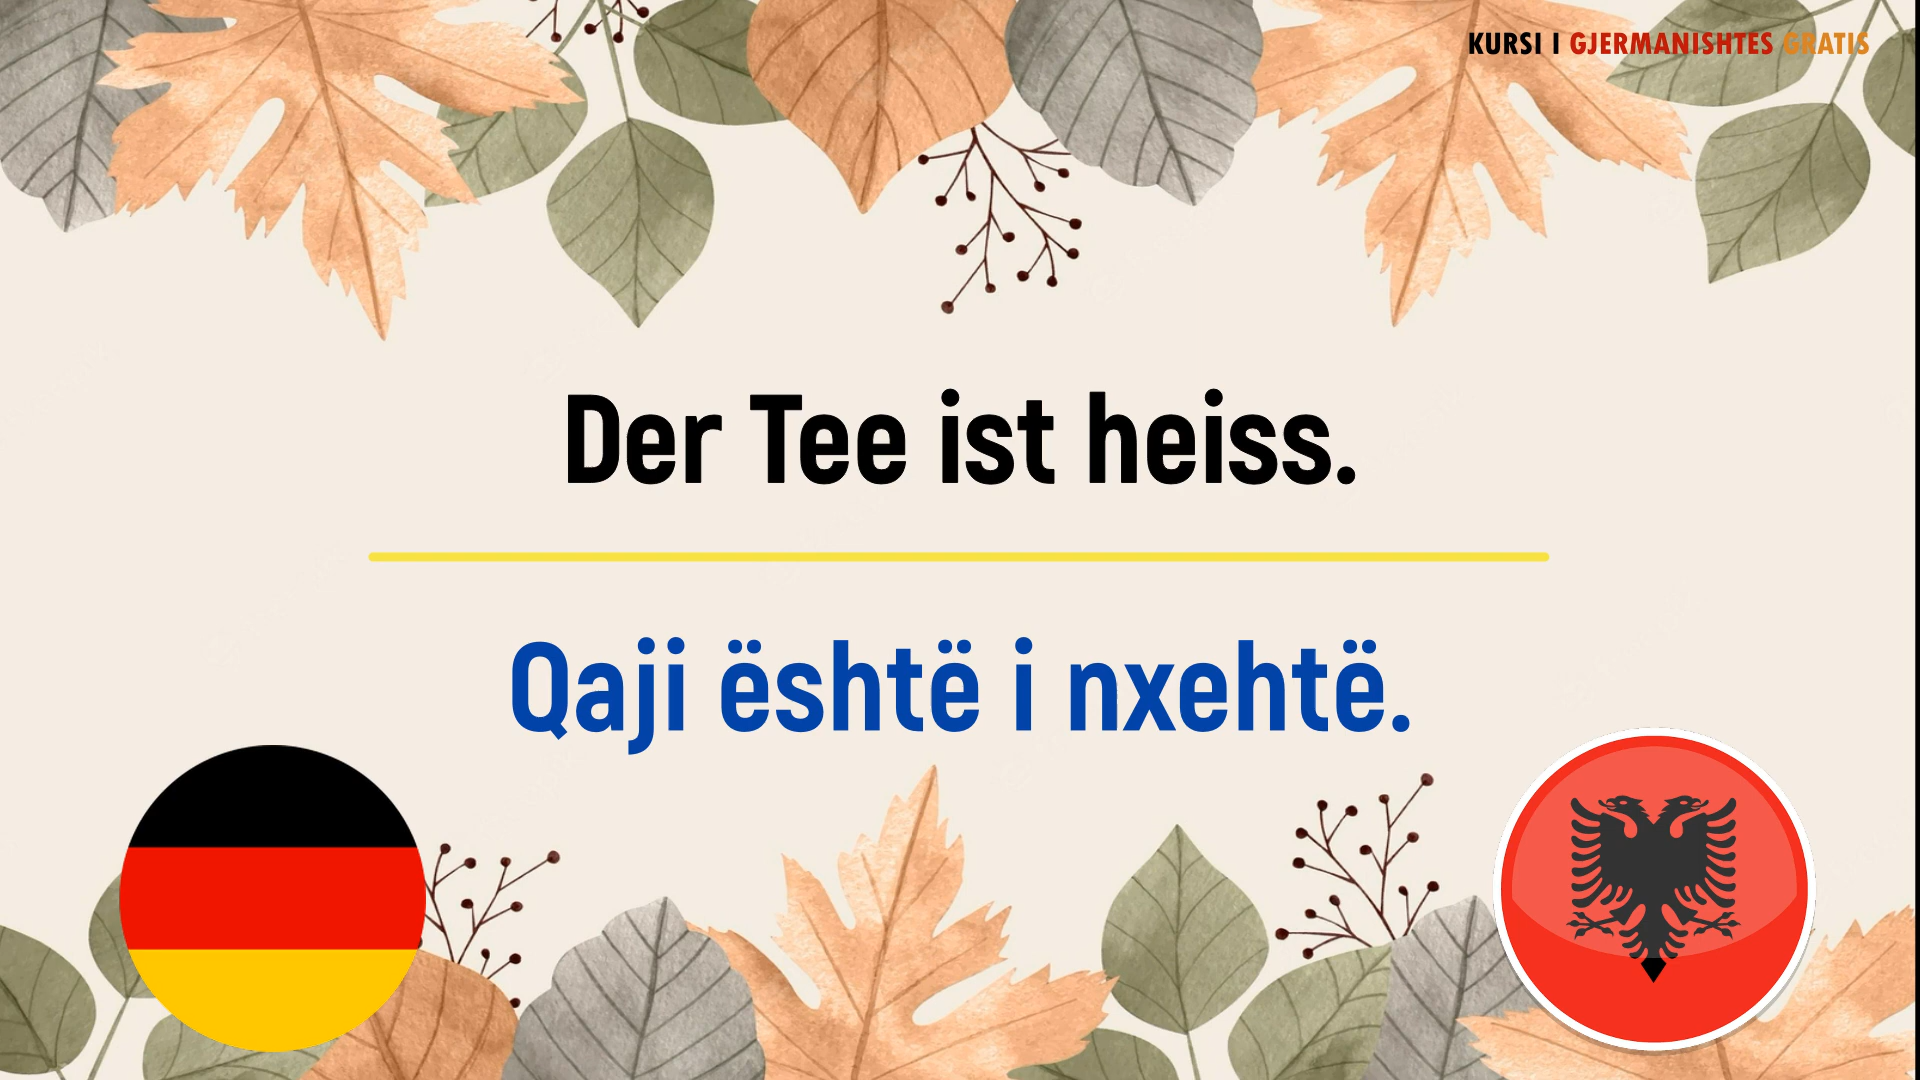 KURSI I GJERMANISHTES GRATIS
Der Tee ist heiss.
Qaji është i nxehtë.